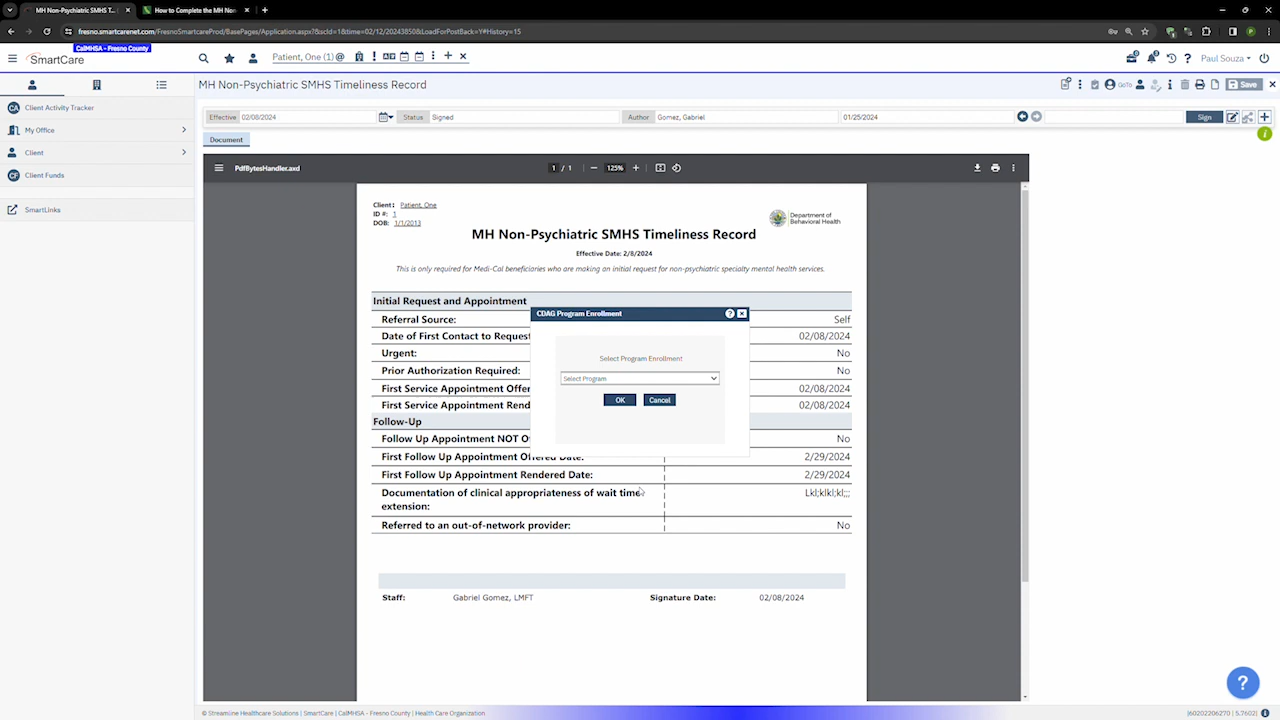 MH Non-Psychiatric SMHS T...
How to Complete the MH No
fresno.smartcarenet.com/FresnoSmartcareProd/BasePages/Application.aspx?8scId=1&time=02/12/202438508&LoadForPostBack=Y#History=15
CalMHSA - Fresno County
SmartCare
Patient, One (1)
Paul Souza
MH Non-Psychiatric SMHS Timeliness Record
GoTo
Save
Client Activity Tracker
My Office
Client
Client Funds
SmartLinks
Effective 02/08/2024 Status Signed Author Gomez, Gabriel 01/25/2024 Sign
Document
PdfBytesHandler.axd 1 / 1 125%
Client: Patient, One
ID #: 1
DOB: 1/1/2013
Department of
Behavioral Health
MH Non-Psychiatric SMHS Timeliness Record
Effective Date: 2/8/2024
This is only required for Medi-Cal beneficiaries who are making an initial request for non-psychiatric specialty mental health services.
Initial Request and Appointment
Referral Source: Self
Date of First Contact to Reques 02/08/2024
Urgent: No
Prior Authorization Required: No
First Service Appointment Offer 02/08/2024
First Service Appointment Rend 02/08/2024
Follow-Up
Follow Up Appointment NOT O No
First Follow Up Appointment Offered Date: 2/29/2024
First Follow Up Appointment Rendered Date: 2/29/2024
Documentation of clinical appropriateness of wait time
extension:
Referred to an out-of-network provider: No
CDAG Program Enrollment
Select Program Enrollment
Select Program
OK Cancel
Staff: Gabriel Gomez, LMFT Signature Date: 02/08/2024
© Streamline Healthcare Solutions | SmartCare | CalMHSA - Fresno County | Health Care Organization
|60202206270 | 5.7602|